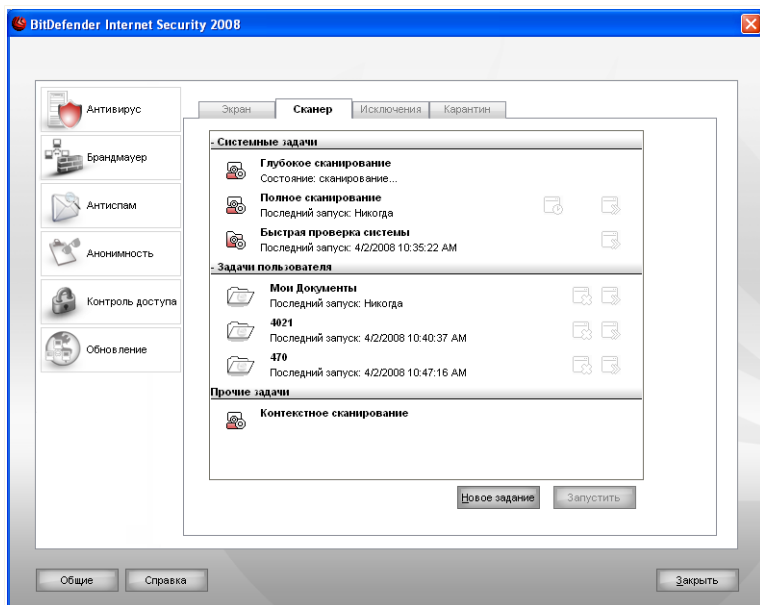 BitDefender Internet Security 2008
Антивирус
Брандмауер
Антиспам
Анонимность
Контроль доступа
Обновление
Экран Сканер Исключения Карантин
- Системные задачи
Глубокое сканирование
Состояние: сканирование...
Полное сканирование
Последний запуск: Никогда
Быстрая проверка системы
Последний запуск: 4/2/2008 10:35:22 AM
- Задачи пользователя
Мои Документы
Последний запуск: Никогда
4021
Последний запуск: 4/2/2008 10:40:37 AM
470
Последний запуск: 4/2/2008 10:47:16 AM
Прочие задачи
Контекстное сканирование
Новое задание Запустить
Общие Справка Закрыть